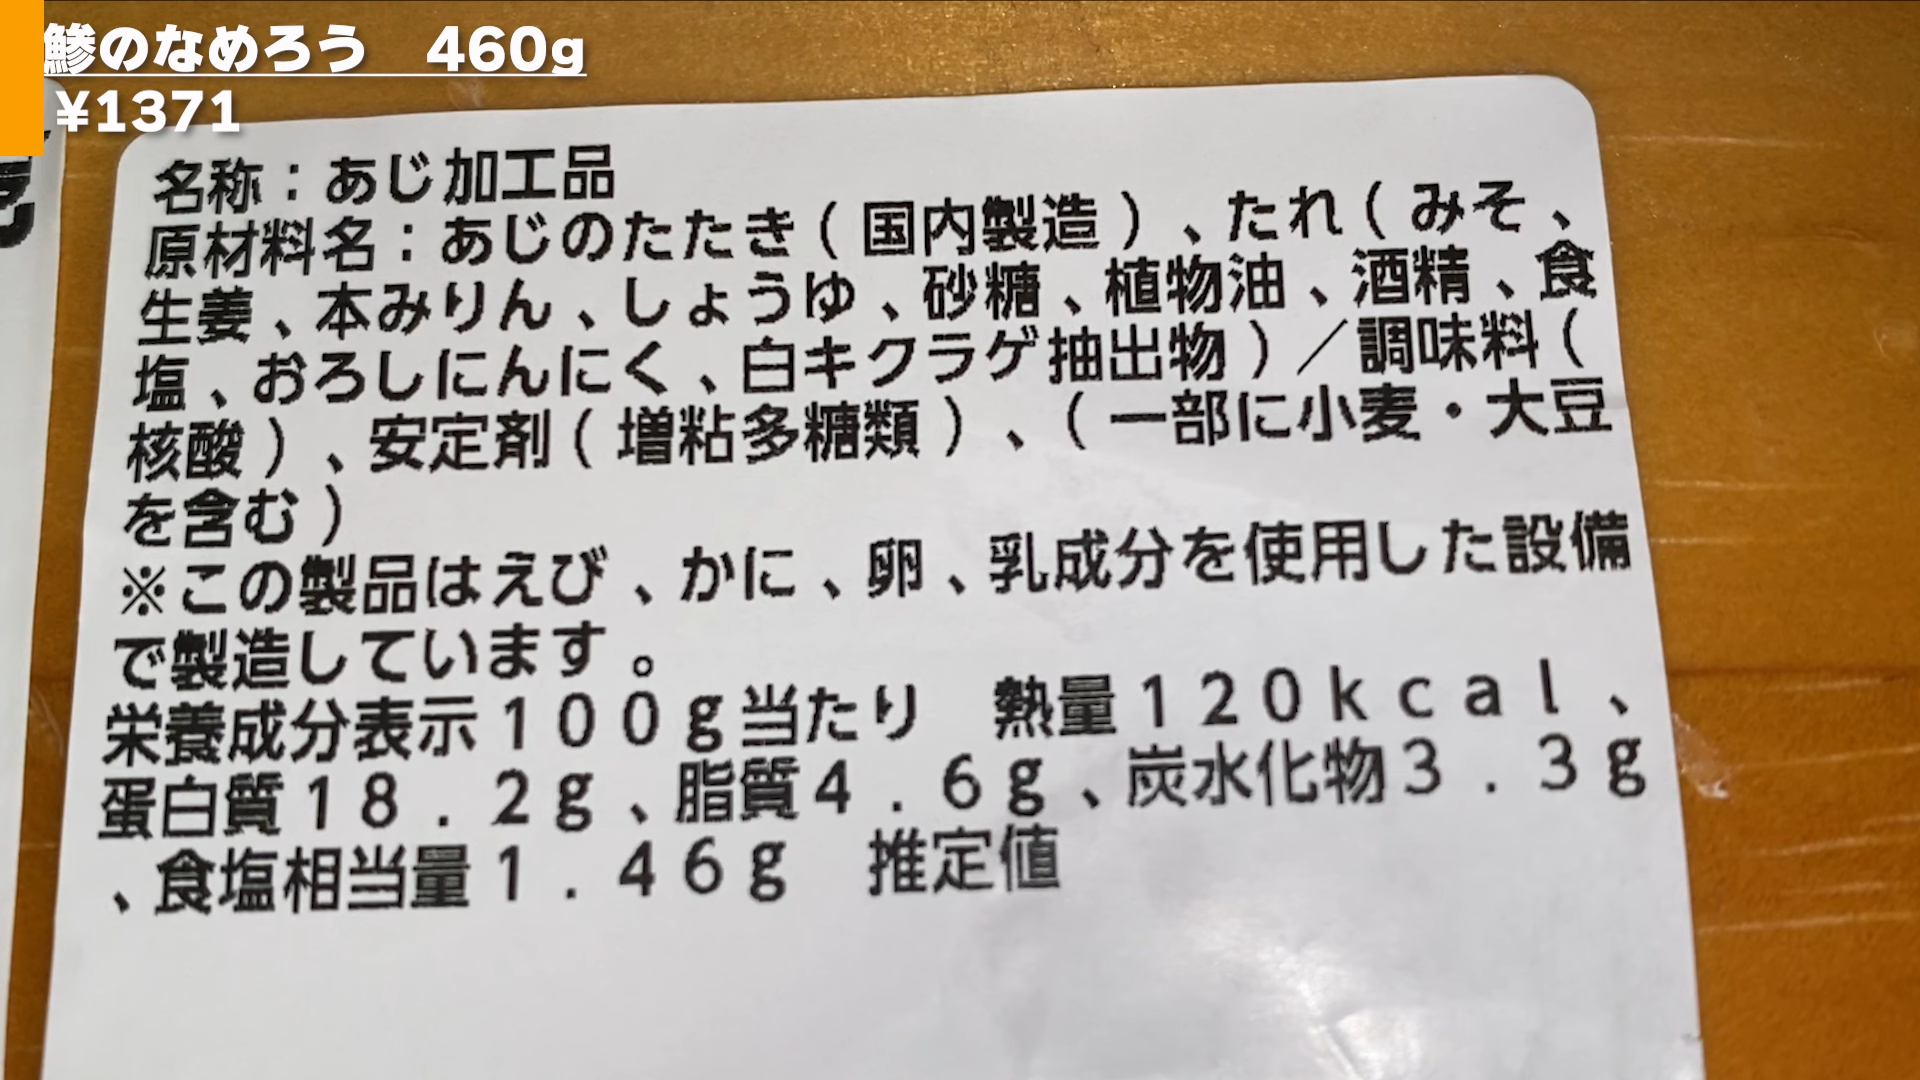 鯵のなめろう　460g
¥1371
名称：あじ加工品
原材料名：あじのたたき（国内製造）、たれ（みそ、
生姜、本みりん、しょうゆ、砂糖、植物油、酒精、食
塩、おろしにんにく、白キクラゲ抽出物）／調味料（
核酸）、安定剤（増粘多糖類）、（一部に小麦・大豆
を含む）
※この製品はえび、かに、卵、乳成分を使用した設備
で製造しています。
栄養成分表示１００ｇ当たり　熱量１２０ｋｃａｌ、
蛋白質１８．２ｇ、脂質４．６ｇ、炭水化物３．３ｇ
、食塩相当量１．４６ｇ　推定値